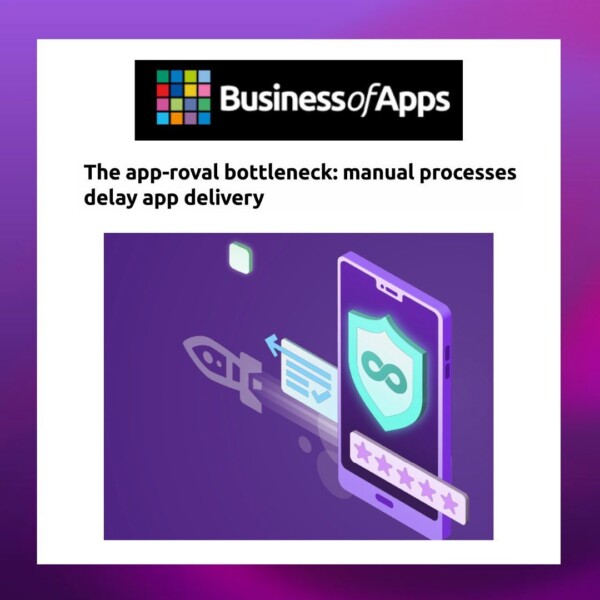 BusinessofApps
The app-roval bottleneck: manual processes
delay app delivery